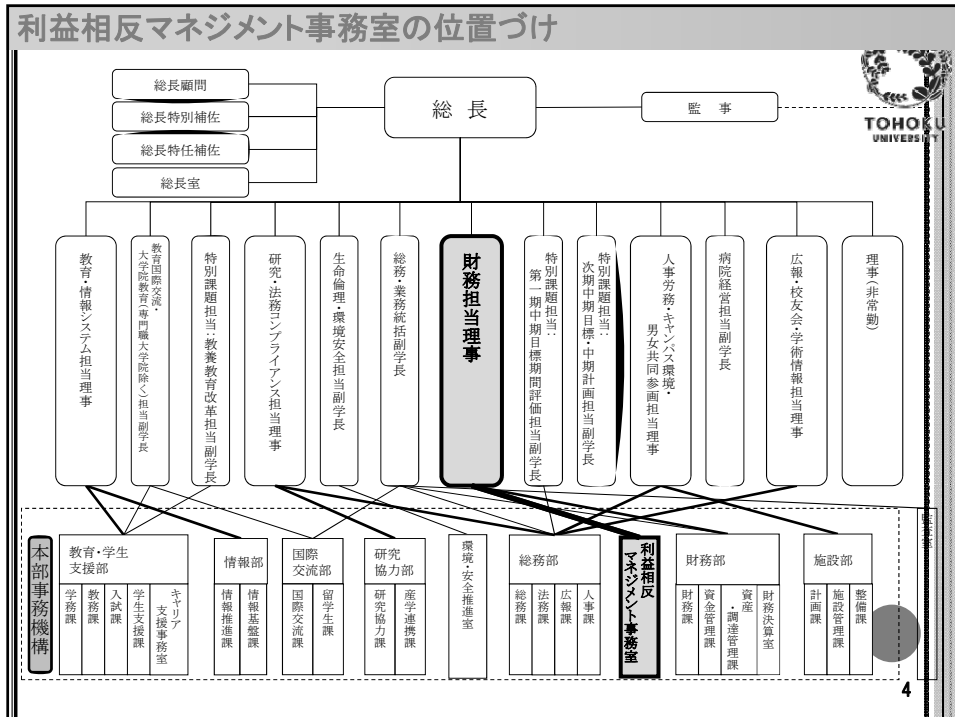 利益相反マネジメント事務室の位置づけ
総長顧問
総長特別補佐
総長特任補佐
総長室
総 長
監 事
TOHOKU
UNIVERSITY
教育・情報システム担当理事
教育国際交流・
大学院教育(専門職大学院除く)担当副学長
特別課題担当:教養教育改革担当副学長
研究・法務コンプライアンス担当理事
生命倫理・環境安全担当副学長
総務・業務統括副学長
財務担当理事
特別課題担当:
第一期中期目標期間評価担当副学長
特別課題担当:
次期中期目標・中期計画担当副学長
人事労務・キャンパス環境・
男女共同参画担当理事
病院経営担当副学長
広報・校友会・学術情報担当理事
理事(非常勤)
本部事務機構
教育・学生
支援部
学務課
教務課
入試課
学生支援課
キャリア
支援事務室
情報部
情報推進課
情報基盤課
国際
交流部
国際交流課
留学生課
研究
協力部
研究協力課
産学連携課
環境・安全推進室
総務部
総務課
法務課
広報課
人事課
利益相反
マネジメント事務室
財務部
財務課
資金管理課
資産
・調達管理課
財務決算室
施設部
計画課
施設管理課
整備課
監査室
4